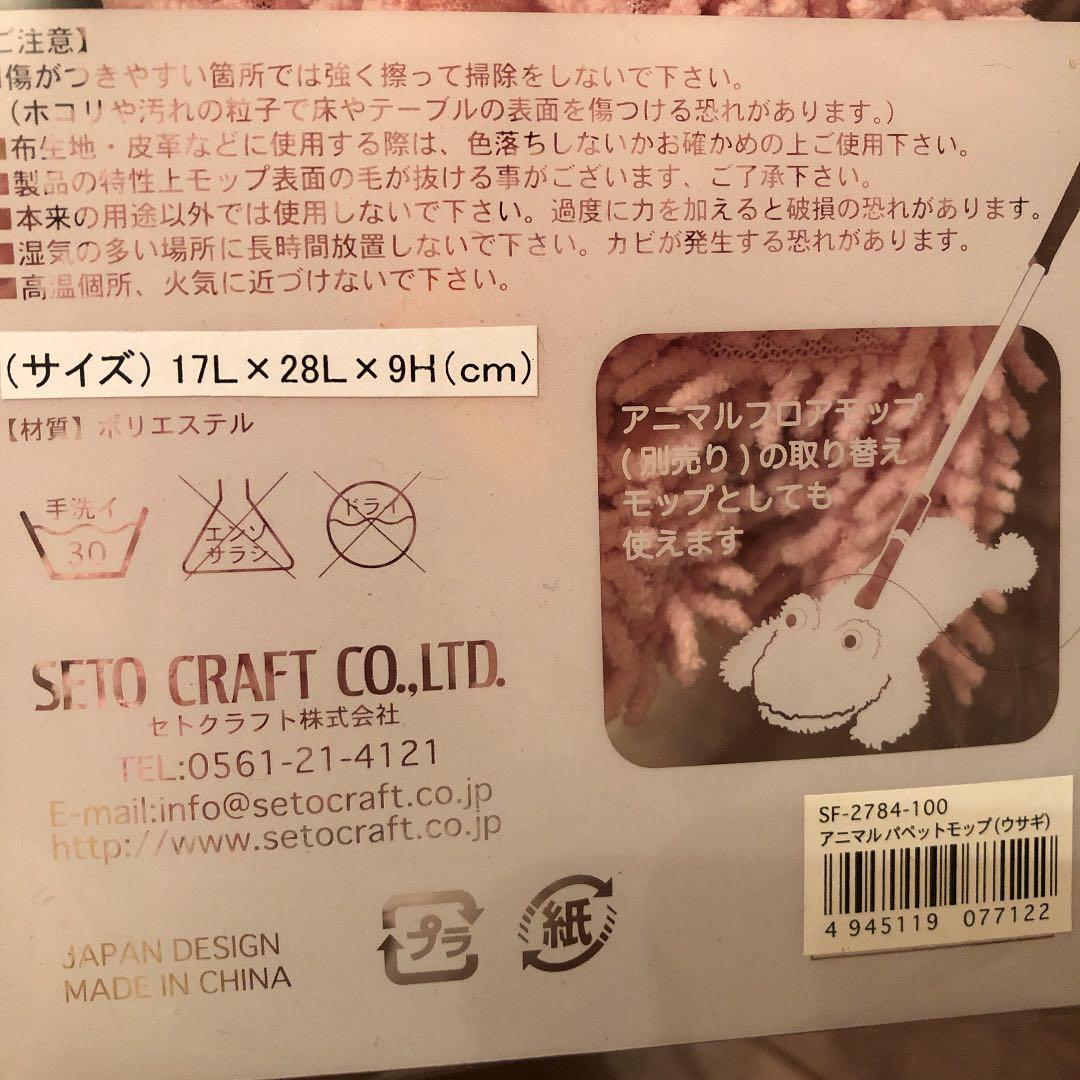 ご注意】
■傷がつきやすい箇所では強く擦って掃除をしないで下さい。
（ホコリや汚れの粒子で床やテーブルの表面を傷つける恐れがあります。）
■布生地・皮革などに使用する際は、色落ちしないかお確かめの上ご使用下さい。
■製品の特性上モップ表面の毛が抜ける事がございます、ご了承下さい。
■本来の用途以外では使用しないで下さい。過度に力を加えると破損の恐れがあります。
■湿気の多い場所に長時間放置しないで下さい。カビが発生する恐れがあります。
■高温個所、火気に近づけないで下さい。
（サイズ）17L×28L×9H(cm)
【材質】ポリエステル
手洗イ
30
エンソ
サラシ
ドライ
アニマルフロアモップ
(別売り)の取り替え
モップとしても
使えます
SETO CRAFT CO.,LTD.
セトクラフト株式会社
TEL:0561-21-4121
E-mail:info@setocraft.co.jp
http://www.setocraft.co.jp
JAPAN DESIGN
MADE IN CHINA
プラ
紙
SF-2784-100
アニマルパペットモップ(ウサギ)
4 945119 077122